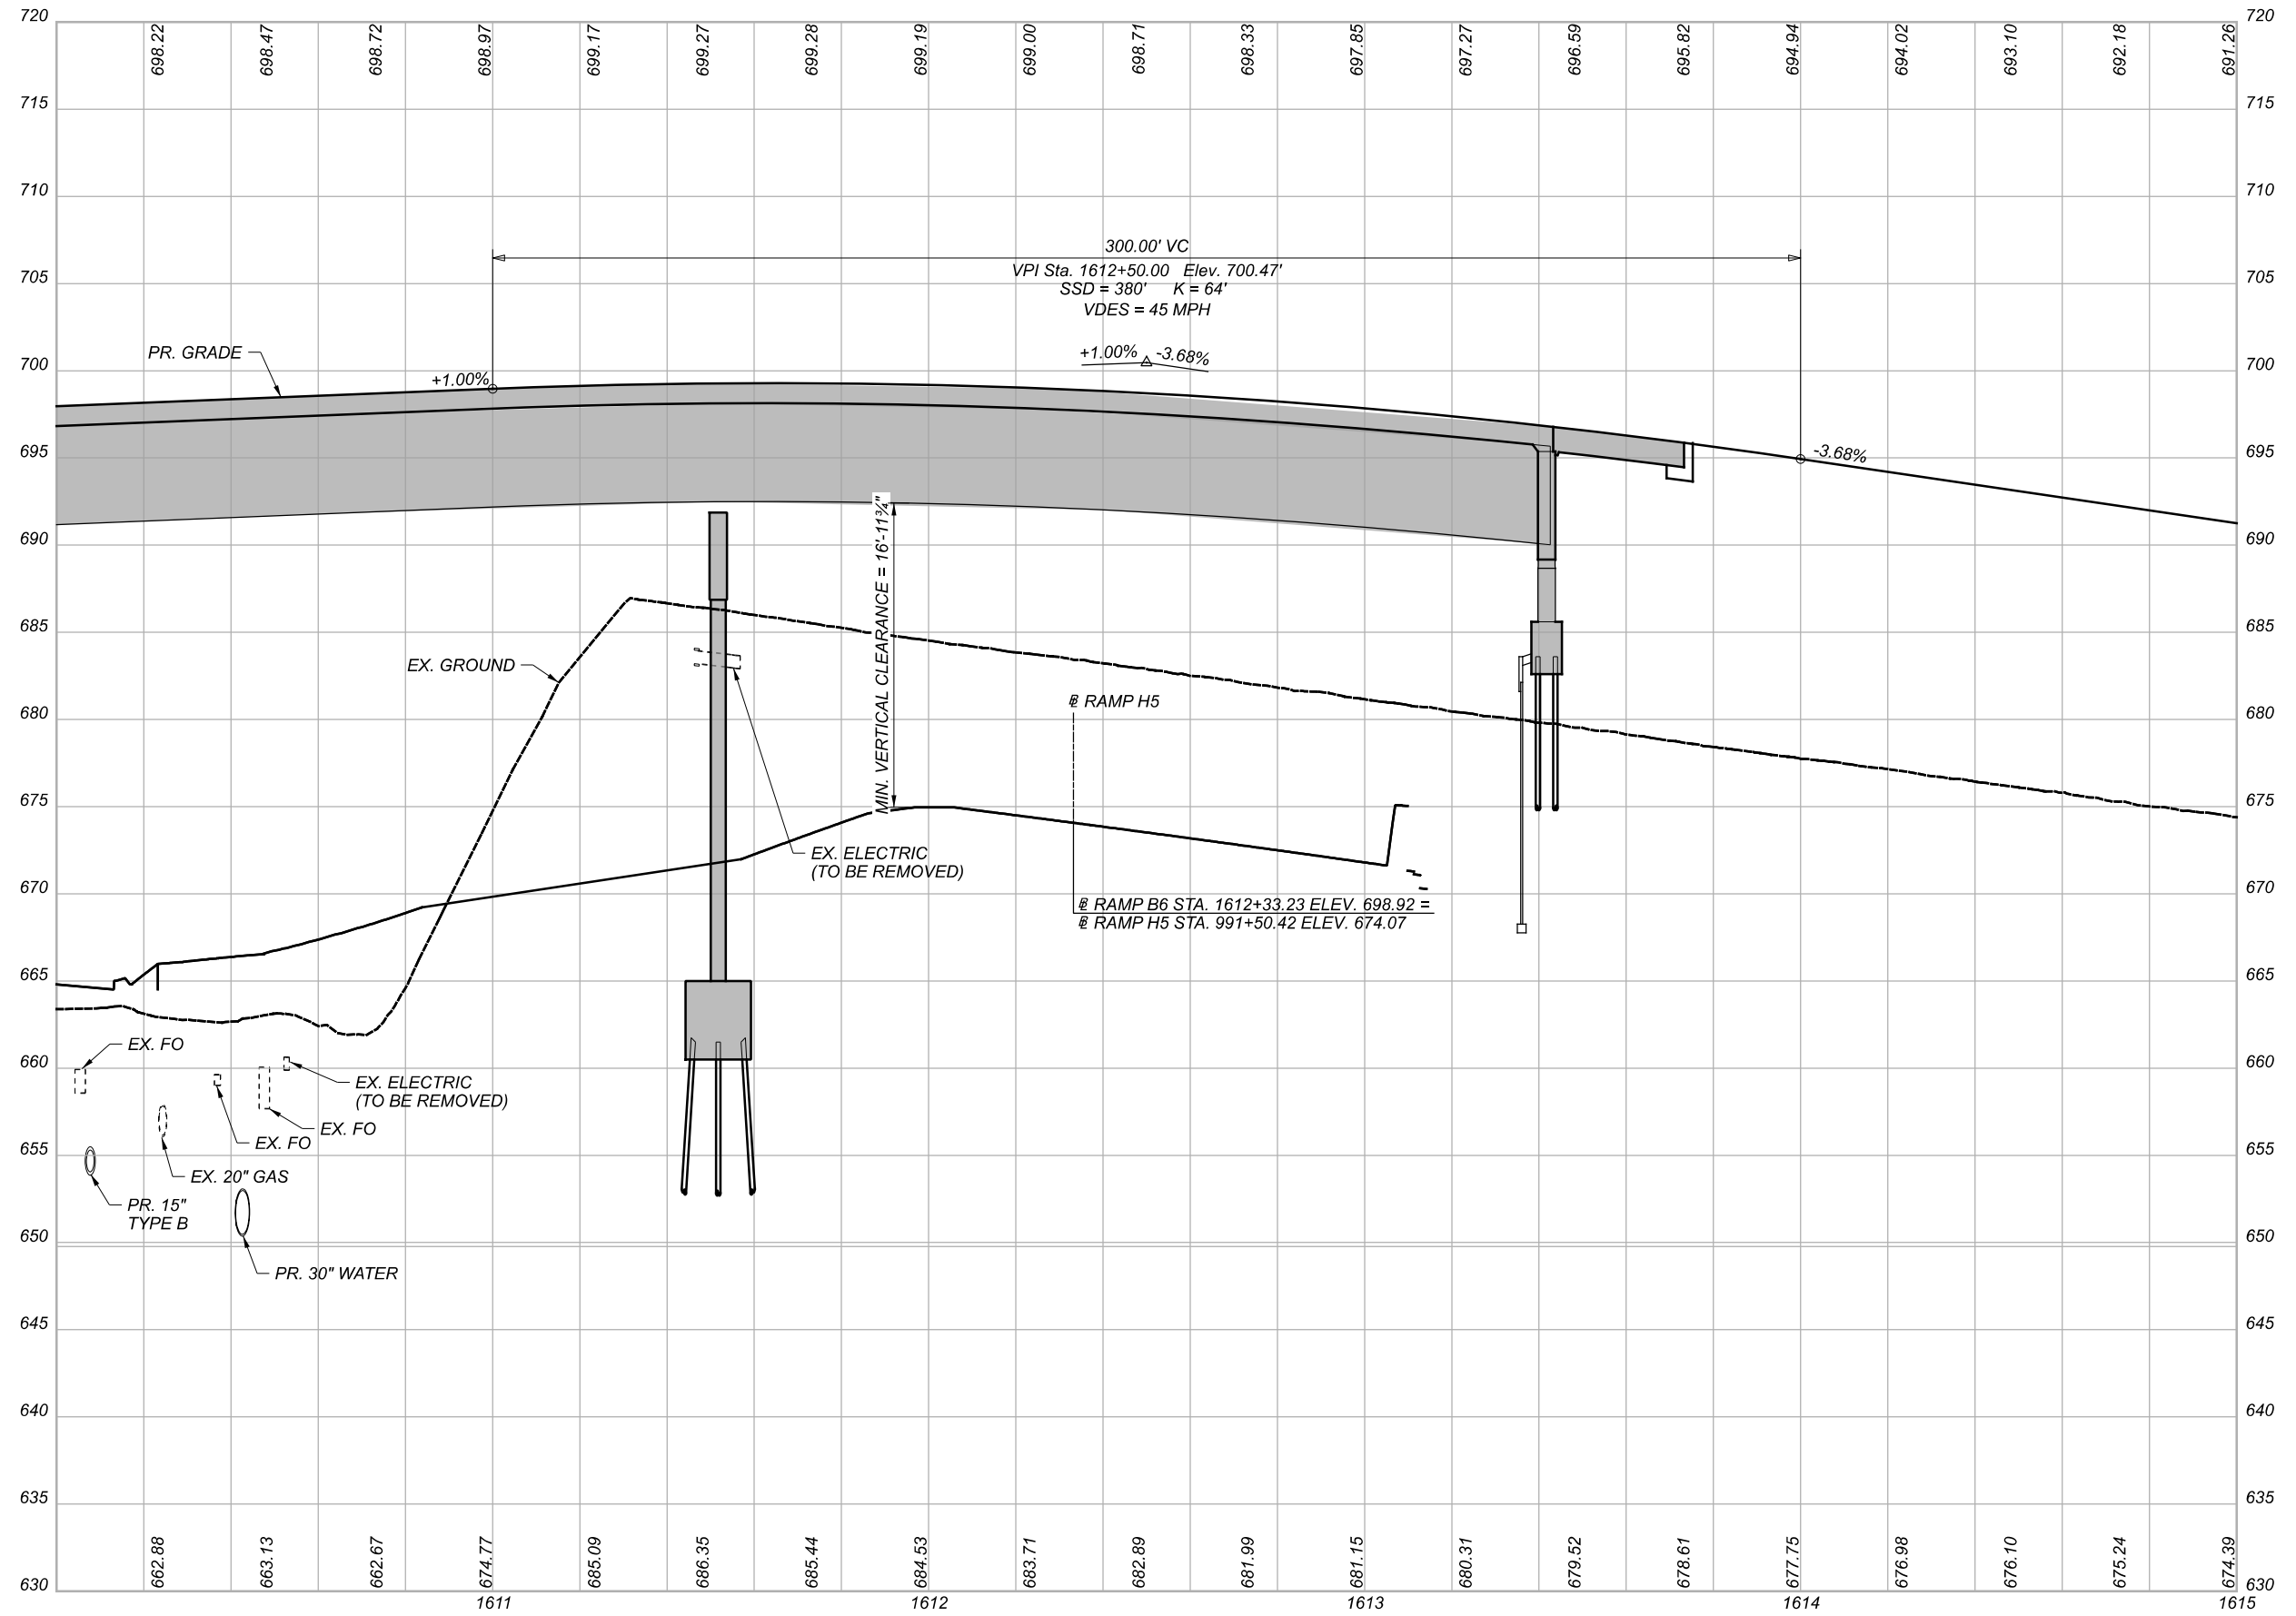 720
698.22 698.47 698.72 698.97 699.17 699.27 699.28 699.19 699.00 698.71 698.33 697.85 697.27 696.59 695.82 694.94 694.02 693.10 692.18 691.26
720
715 715
710 710
300.00' VC
705 705
VPI Sta. 1612+50.00 Elev. 700.47'
SSD = 380' K = 64'
VDES = 45 MPH
PR. GRADE
700 700
+1.00% -3.68%
+1.00%
695 695
-3.68%
690 690
MIN. VERTICAL CLEARANCE = 16'-11¾"
685 685
EX. GROUND
680 680
℄ RAMP H5
675 675
EX. ELECTRIC
(TO BE REMOVED)
670 670
℄ RAMP B6 STA. 1612+33.23 ELEV. 698.92 =
℄ RAMP H5 STA. 991+50.42 ELEV. 674.07
665 665
EX. FO
660 660
EX. ELECTRIC
(TO BE REMOVED)
EX. FO
EX. FO
655 655
EX. 20" GAS
PR. 15"
TYPE B
650 650
PR. 30" WATER
645 645
640 640
635 635
662.88 663.13 662.67 674.77 685.09 686.35 685.44 684.53 683.71 682.89 681.99 681.15 680.31 679.52 678.61 677.75 676.98 676.10 675.24 674.39
630 630
1611 1612 1613 1614 1615